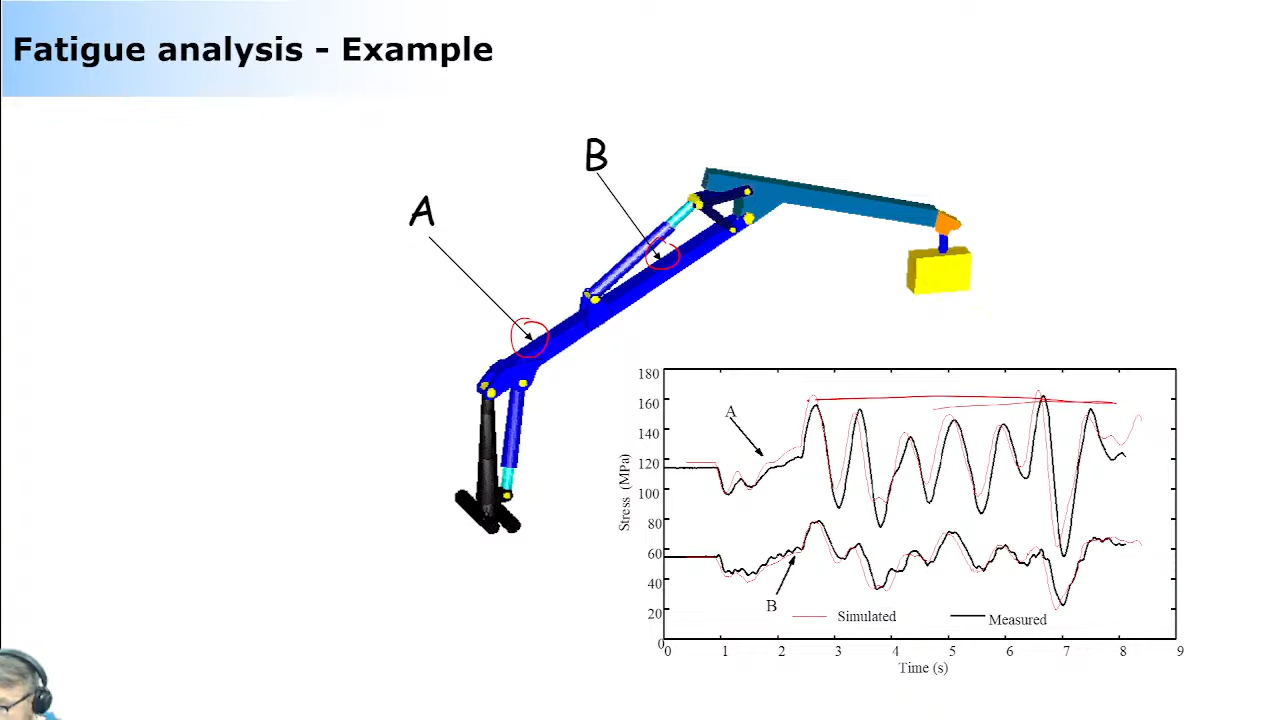 Fatigue analysis - Example
B
A
180
160
140
120
100
80
60
40
20
0
Stress (MPa)
A
B
Simulated
Measured
0 1 2 3 4 5 6 7 8 9
Time (s)